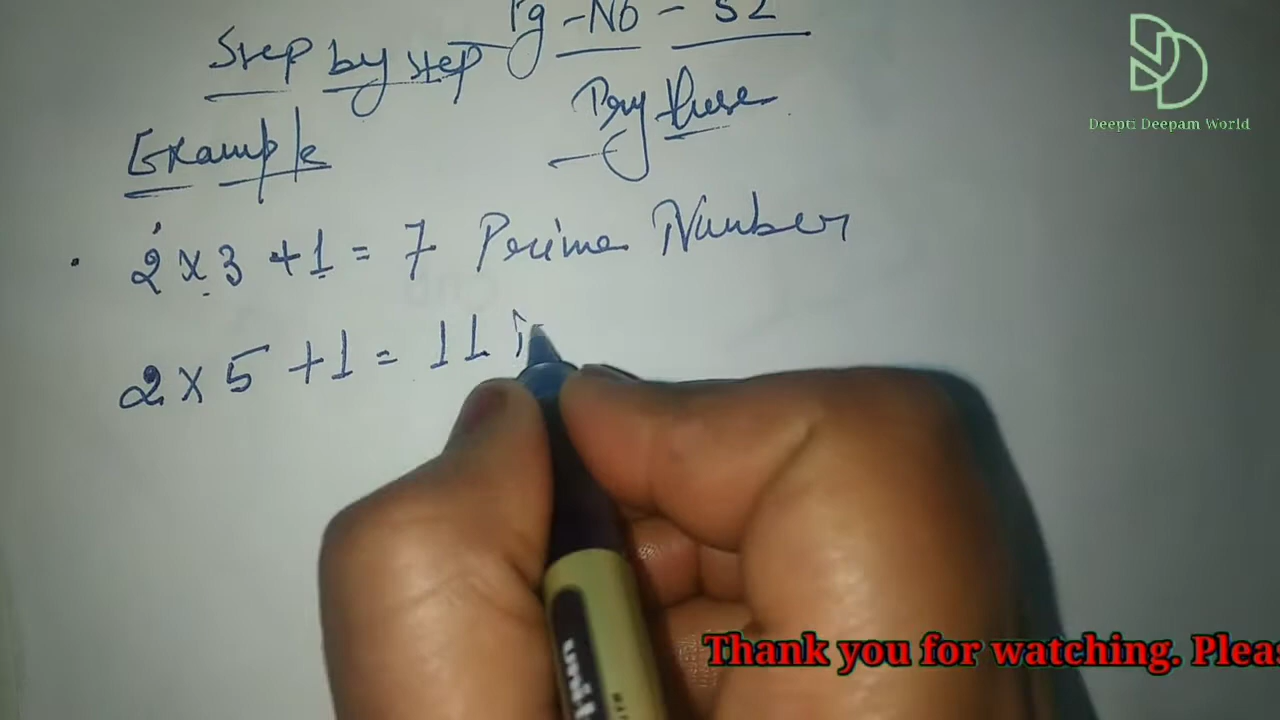 Step by step Pg-No - 32
Example Try these
2 x 3 + 1 = 7 Prime Number
2 x 5 + 1 = 11 i
Deepti Deepam World
Thank you for watching. Pleas